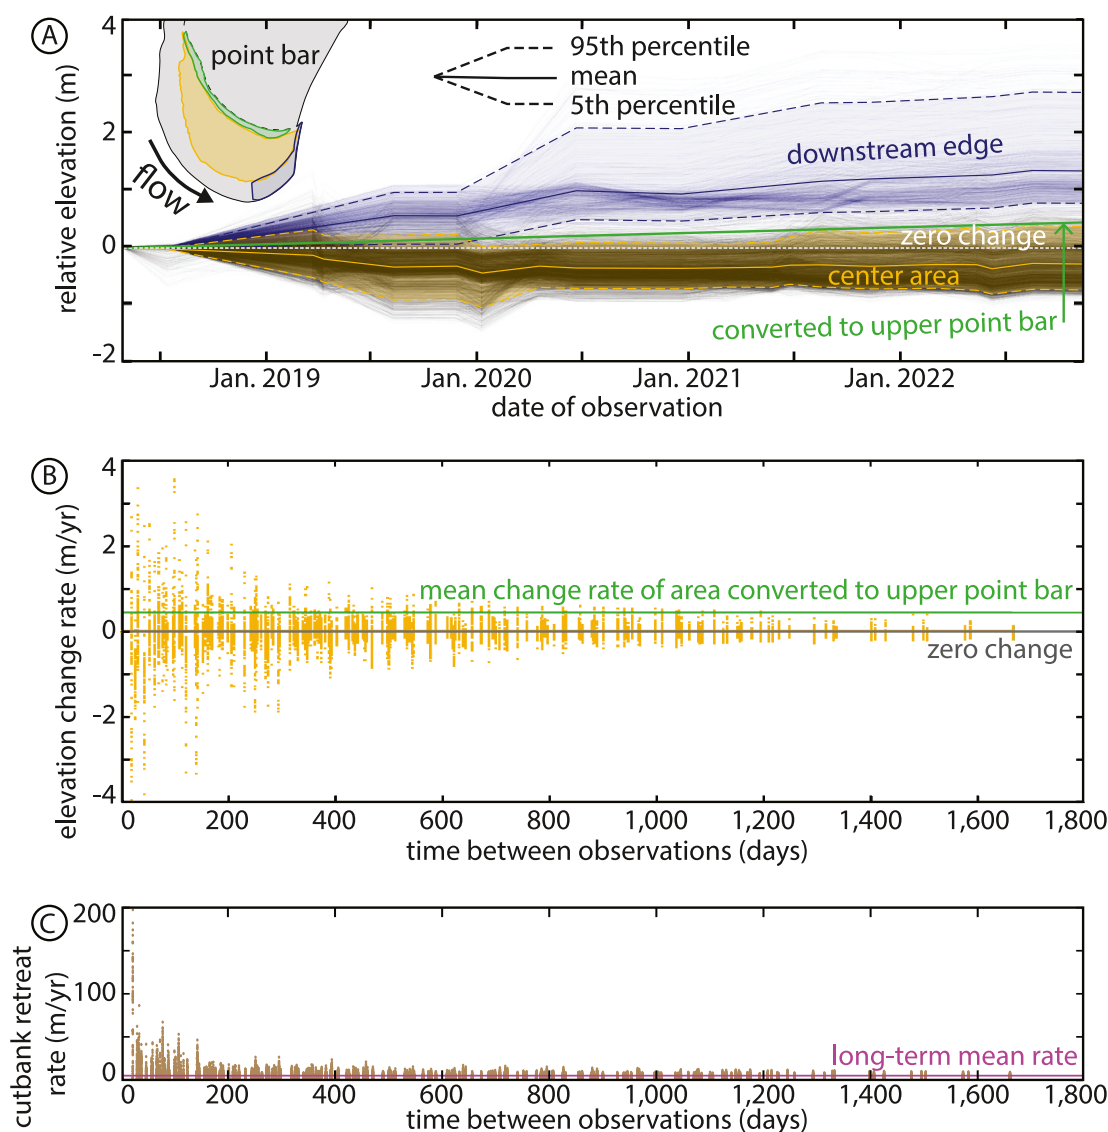 A
4
2
0
-2
relative elevation (m)
point bar
flow
95th percentile
mean
5th percentile
downstream edge
zero change
center area
converted to upper point bar
Jan. 2019
Jan. 2020
Jan. 2021
Jan. 2022
date of observation
B
4
2
0
-2
-4
elevation change rate (m/yr)
mean change rate of area converted to upper point bar
zero change
0
200
400
600
800
1,000
1,200
1,400
1,600
1,800
time between observations (days)
C
200
100
0
cutbank retreat
rate (m/yr)
long-term mean rate
0
200
400
600
800
1,000
1,200
1,400
1,600
1,800
time between observations (days)